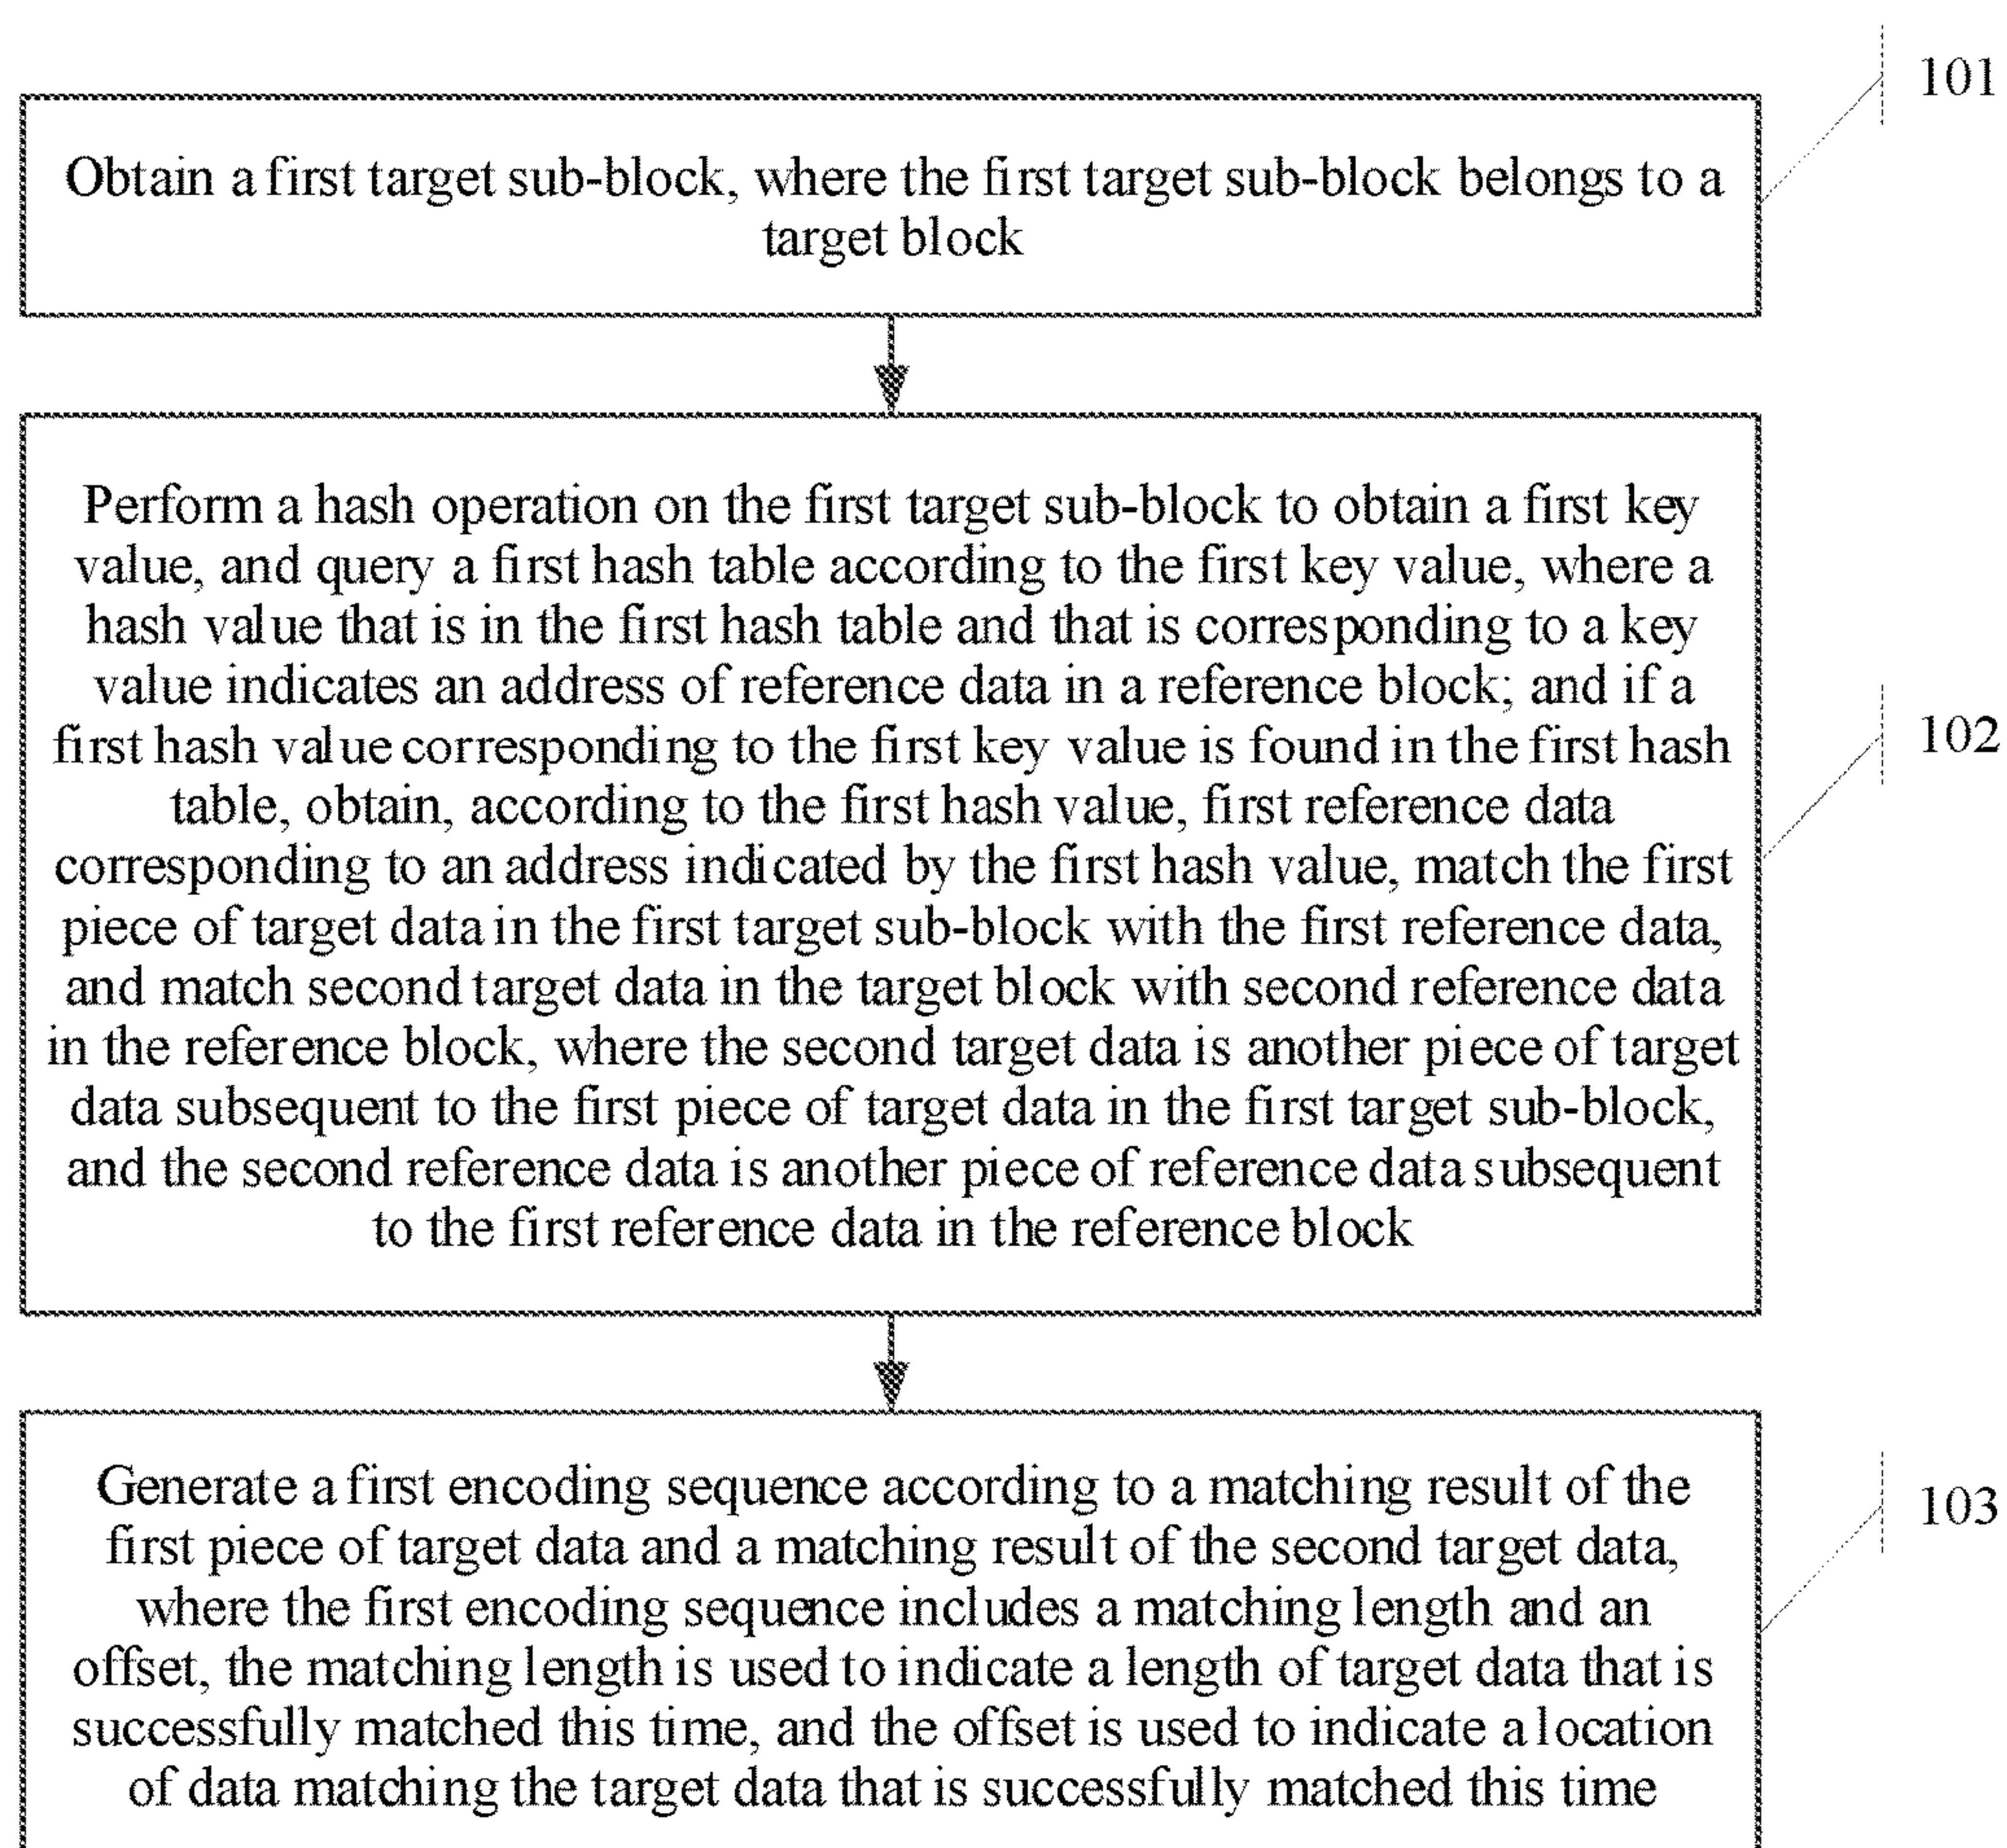 101
Obtain a first target sub-block, where the first target sub-block belongs to a
target block
Perform a hash operation on the first target sub-block to obtain a first key
value, and query a first hash table according to the first key value, where a
hash value that is in the first hash table and that is corresponding to a key
value indicates an address of reference data in a reference block; and if a
first hash value corresponding to the first key value is found in the first hash
table, obtain, according to the first hash value, first reference data
corresponding to an address indicated by the first hash value, match the first
piece of target data in the first target sub-block with the first reference data,
and match second target data in the target block with second reference data
in the reference block, where the second target data is another piece of target
data subsequent to the first piece of target data in the first target sub-block,
and the second reference data is another piece of reference data subsequent
to the first reference data in the reference block
102
Generate a first encoding sequence according to a matching result of the
first piece of target data and a matching result of the second target data,
where the first encoding sequence includes a matching length and an
offset, the matching length is used to indicate a length of target data that is
successfully matched this time, and the offset is used to indicate a location
of data matching the target data that is successfully matched this time
103